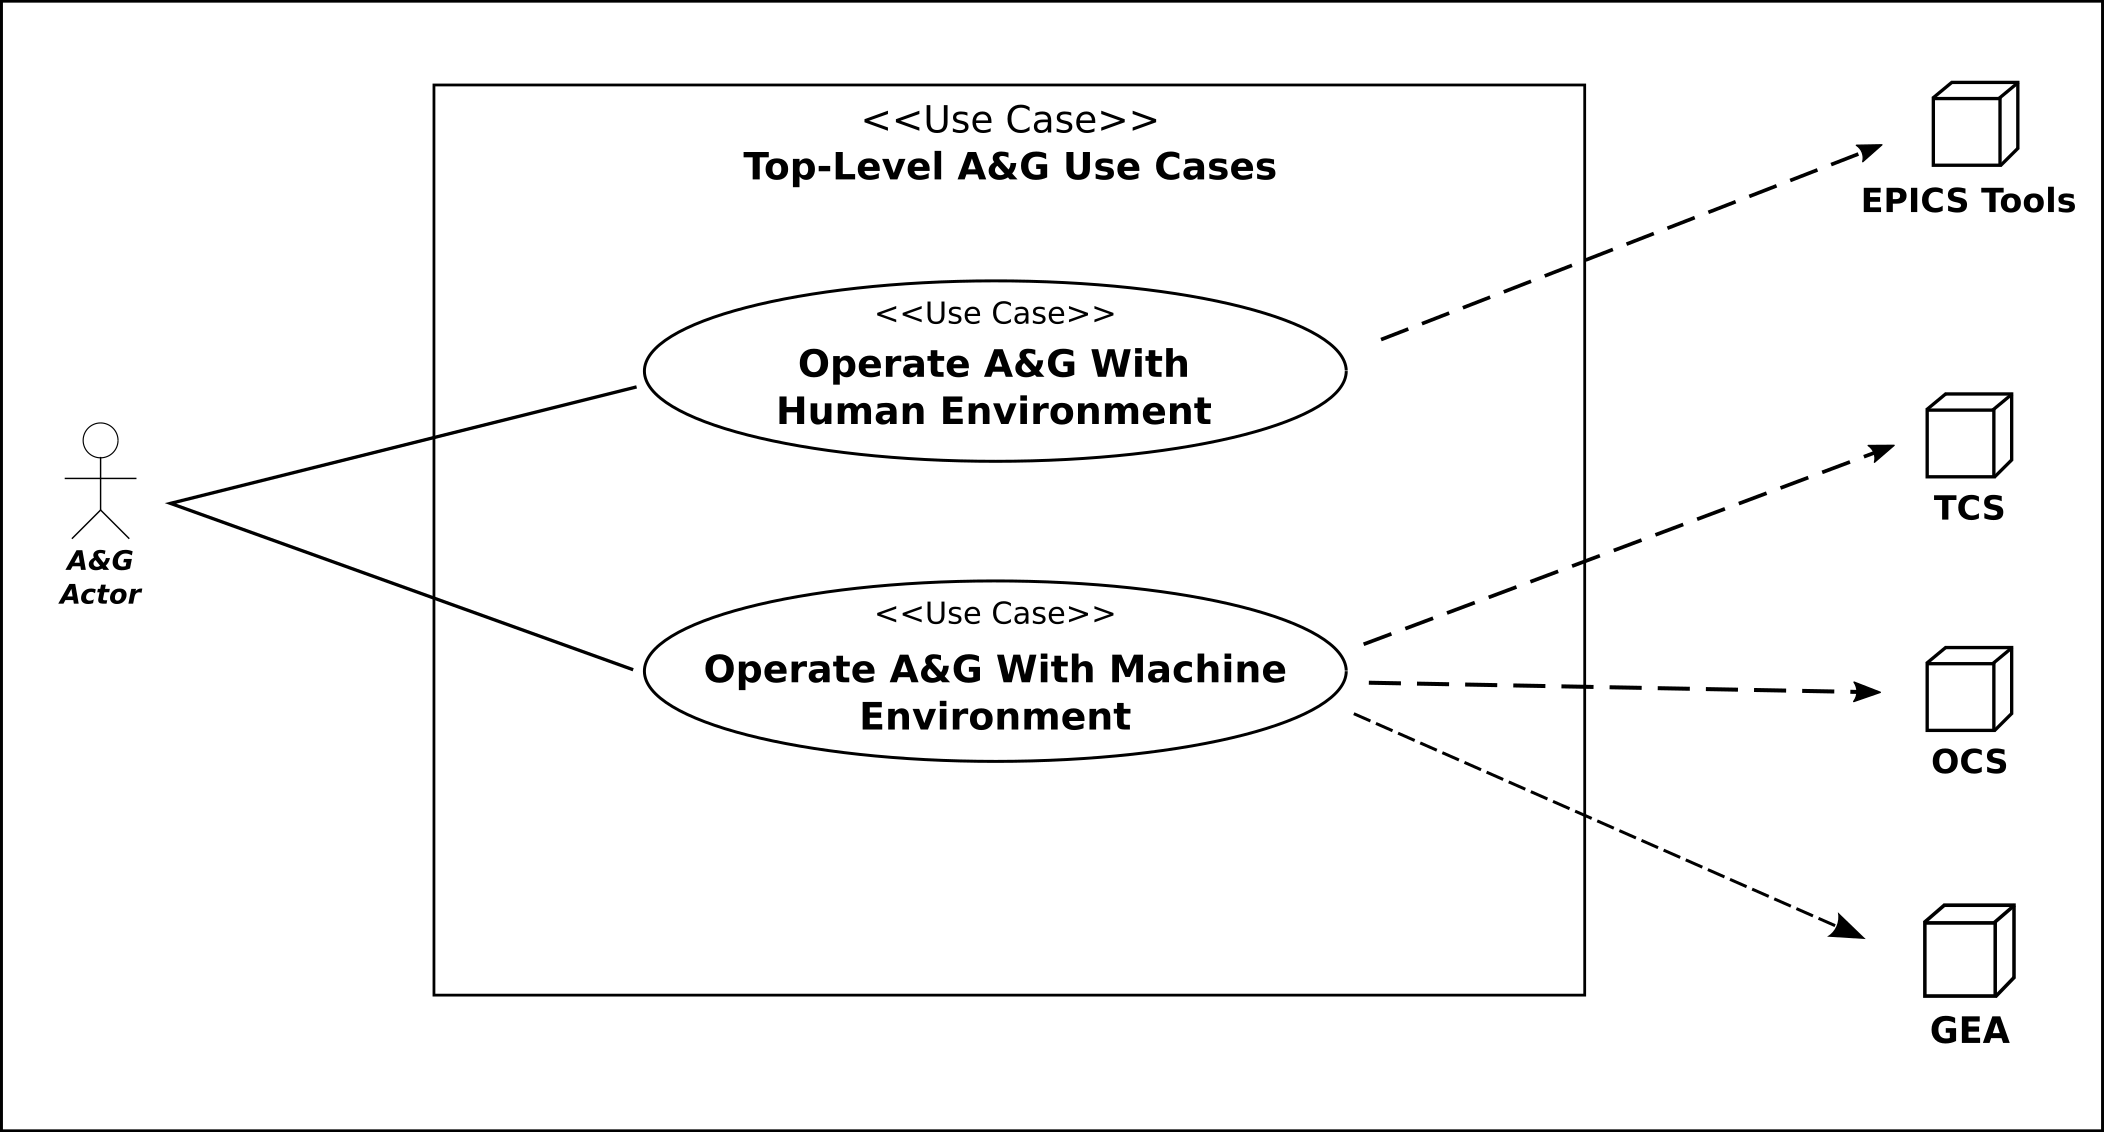 <<Use Case>>
Top-Level A&G Use Cases
EPICS Tools
<<Use Case>>
Operate A&G With
Human Environment
TCS
A&G
Actor
<<Use Case>>
Operate A&G With Machine
Environment
OCS
GEA